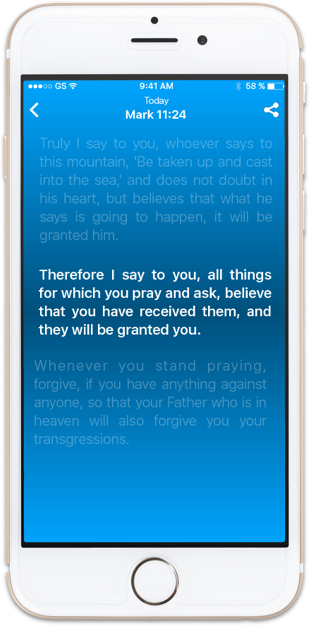 GS 9:41 AM 58 %
Today
Mark 11:24
Truly I say to you, whoever says to
this mountain, 'Be taken up and cast
into the sea,' and does not doubt in
his heart, but believes that what he
says is going to happen, it will be
granted him.
Therefore I say to you, all things
for which you pray and ask, believe
that you have received them, and
they will be granted you.
Whenever you stand praying,
forgive, if you have anything against
anyone, so that your Father who is in
heaven will also forgive you your
transgressions.